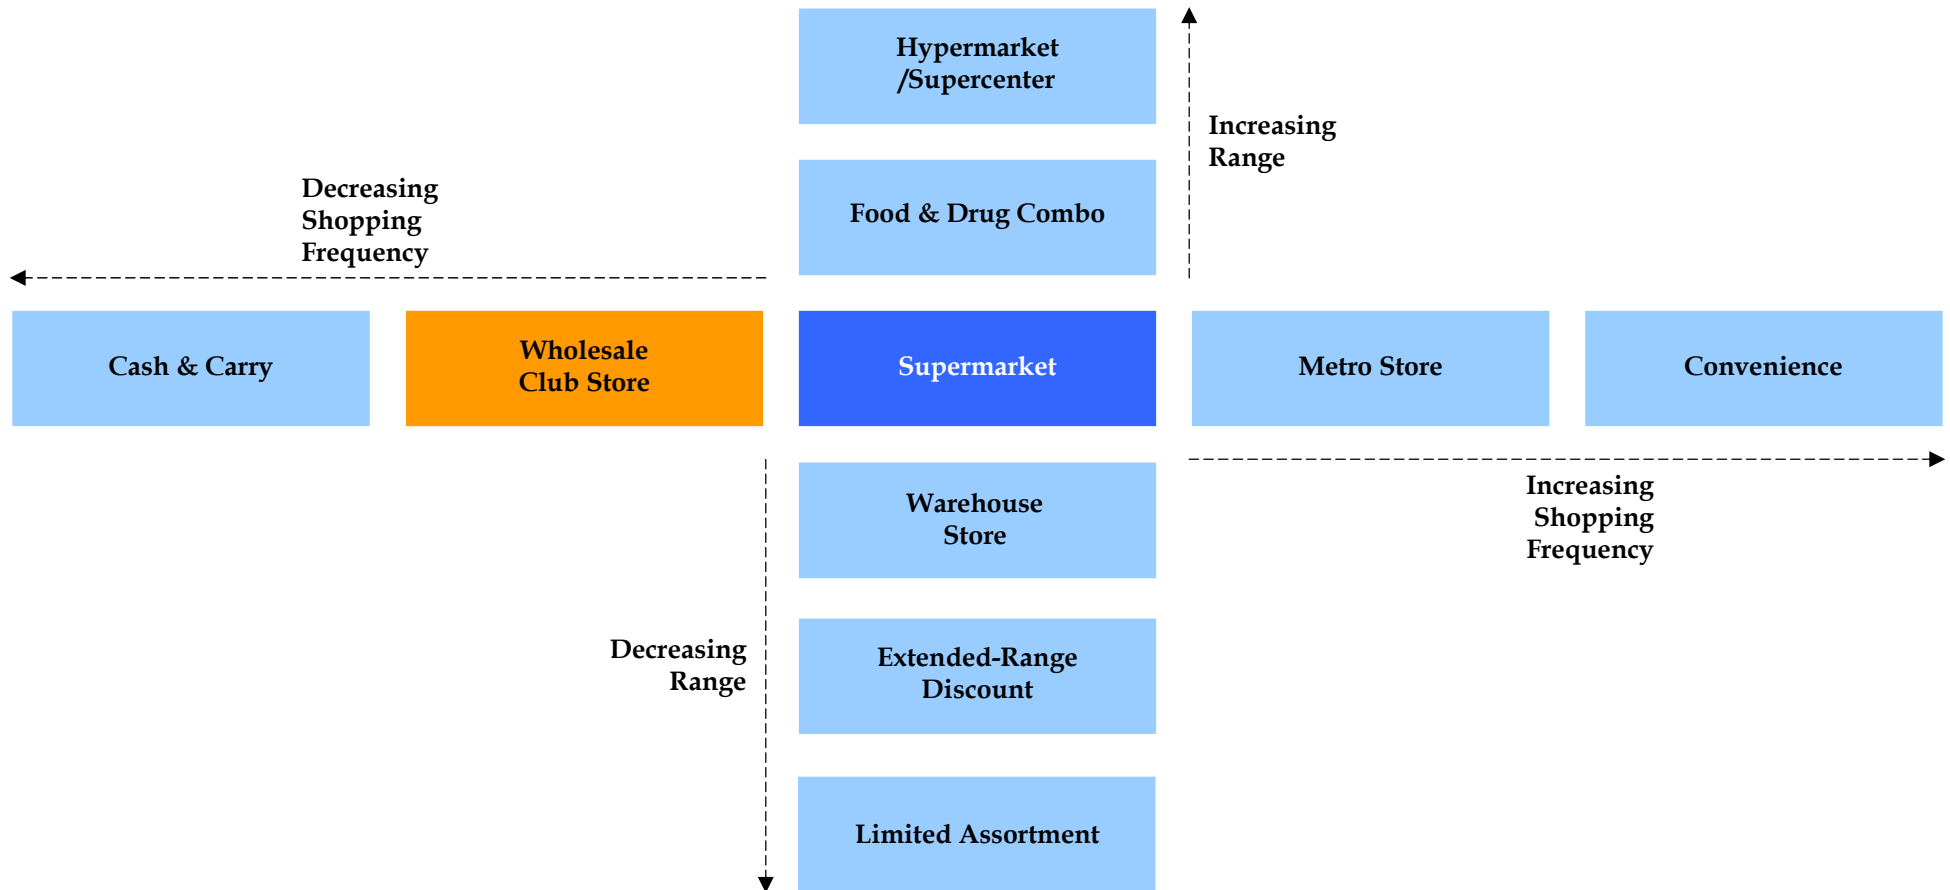 Hypermarket
/Supercenter
Increasing
Range
Food & Drug Combo
Decreasing
Shopping
Frequency
Cash & Carry
Wholesale
Club Store
Supermarket
Metro Store
Convenience
Warehouse
Store
Increasing
Shopping
Frequency
Decreasing
Range
Extended-Range
Discount
Limited Assortment